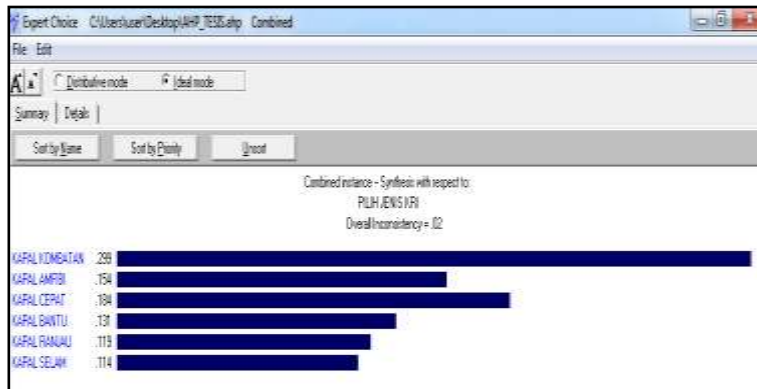 Expert Choice C:\Users\user\Desktop\AHP_TESIS.ahp Combined
File Edit
A A Distributive mode Ideal mode
Summary Details
Sort by Name Sort by Priority Unsort
Combined instance -- Synthesis with respect to:
PILIH JENIS KRI
Overall Inconsistency = .02
KAPAL KOMBATAN .299
KAPAL AMFIBI .154
KAPAL CEPAT .184
KAPAL BANTU .131
KAPAL RANJAU .119
KAPAL SELAM .114